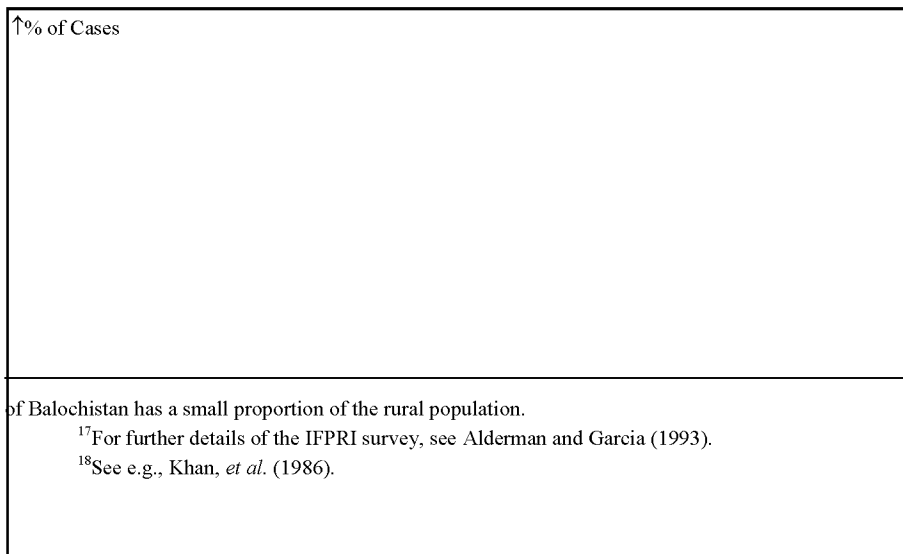 ↑% of Cases
of Balochistan has a small proportion of the rural population.
¹⁷For further details of the IFPRI survey, see Alderman and Garcia (1993).
¹⁸See e.g., Khan, et al. (1986).